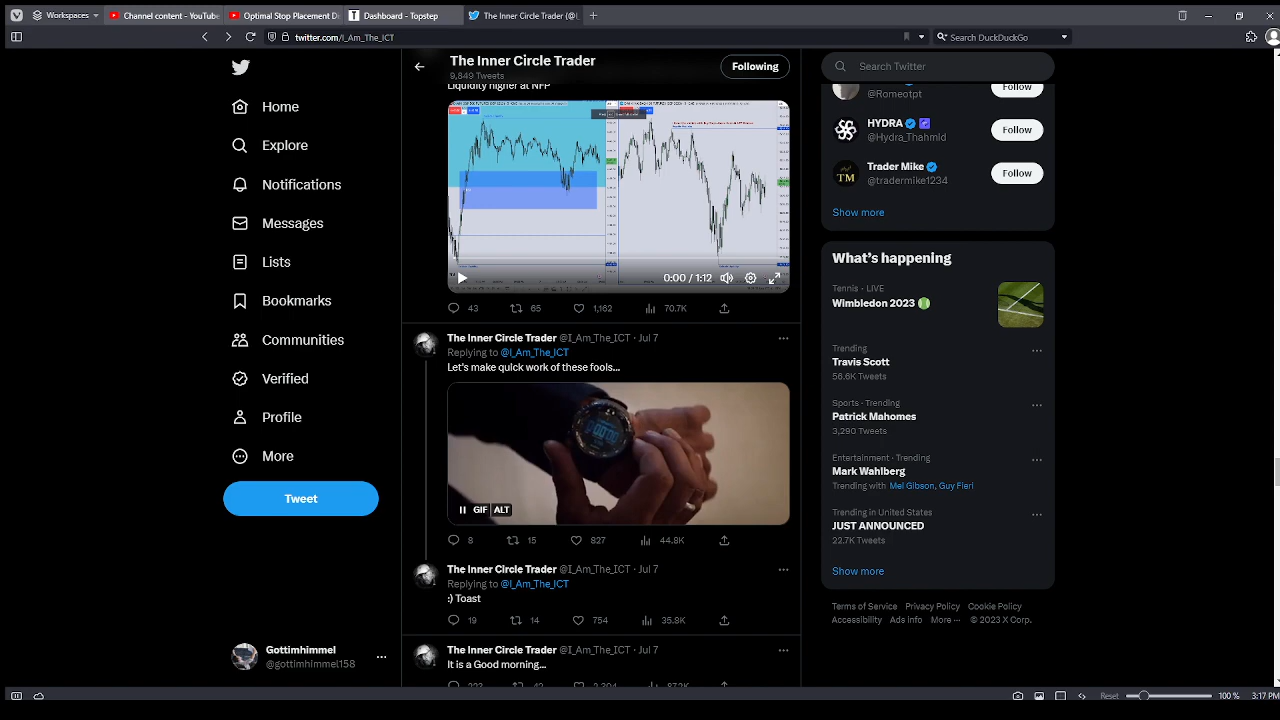 Workspaces
Channel content - YouTube
Optimal Stop Placement Di
Dashboard - Topstep
The Inner Circle Trader (@I_
twitter.com/I_Am_The_ICT
Search DuckDuckGo
Home
Explore
Notifications
Messages
Lists
Bookmarks
Communities
Verified
Profile
More
Tweet
Gottimhimmel
@gottimhimmel158
The Inner Circle Trader
9,849 Tweets
Following
Liquidity higher at NFP
0:00 / 1:12
43 65 1,162 70.7K
The Inner Circle Trader @I_Am_The_ICT · Jul 7
Replying to @I_Am_The_ICT
Let's make quick work of these fools...
GIF ALT
8 15 827 44.9K
The Inner Circle Trader @I_Am_The_ICT · Jul 7
Replying to @I_Am_The_ICT
:) Toast
19 14 754 35.8K
The Inner Circle Trader @I_Am_The_ICT · Jul 7
It is a Good morning...
Search Twitter
@Romeotpt
Follow
HYDRA
@Hydra_Thahmld
Follow
Trader Mike
@tradermike1234
Follow
Show more
What's happening
Tennis · LIVE
Wimbledon 2023
Trending
Travis Scott
56.6K Tweets
Sports · Trending
Patrick Mahomes
3,290 Tweets
Entertainment · Trending
Mark Wahlberg
Trending with Mel Gibson, Guy Fieri
Trending in United States
JUST ANNOUNCED
22.7K Tweets
Show more
Terms of Service Privacy Policy Cookie Policy
Accessibility Ads info More ··· © 2023 X Corp.
Reset 100 % 3:17 PM